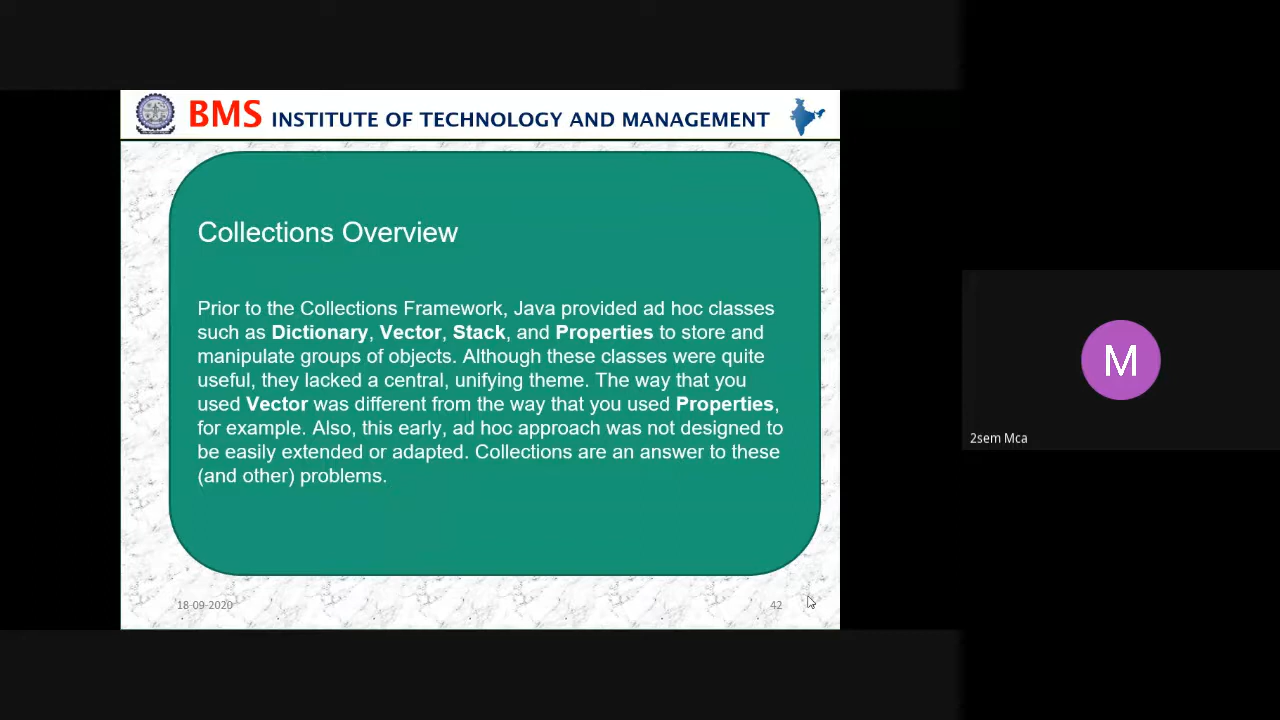 BMS INSTITUTE OF TECHNOLOGY AND MANAGEMENT
Collections Overview
Prior to the Collections Framework, Java provided ad hoc classes
such as Dictionary, Vector, Stack, and Properties to store and
manipulate groups of objects. Although these classes were quite
useful, they lacked a central, unifying theme. The way that you
used Vector was different from the way that you used Properties,
for example. Also, this early, ad hoc approach was not designed to
be easily extended or adapted. Collections are an answer to these
(and other) problems.
18-09-2020
42
M
2sem Mca